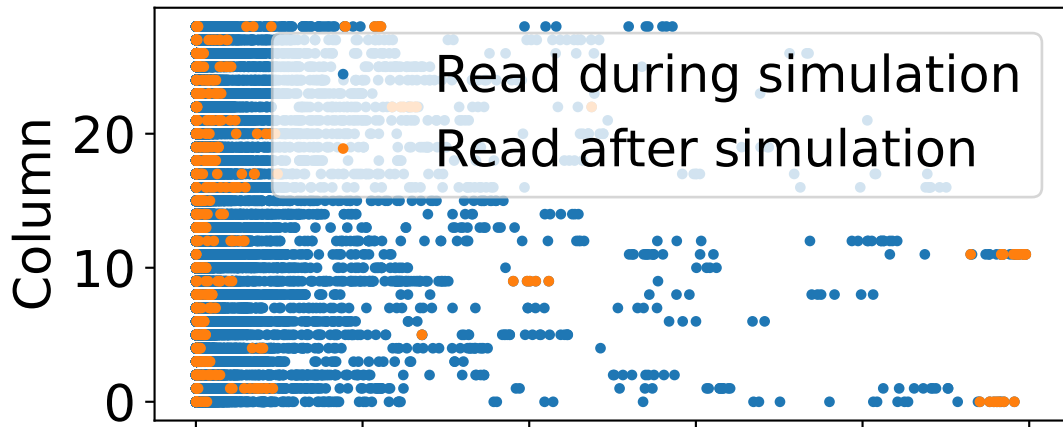 Read during simulation
Read after simulation
Column
20
10
0